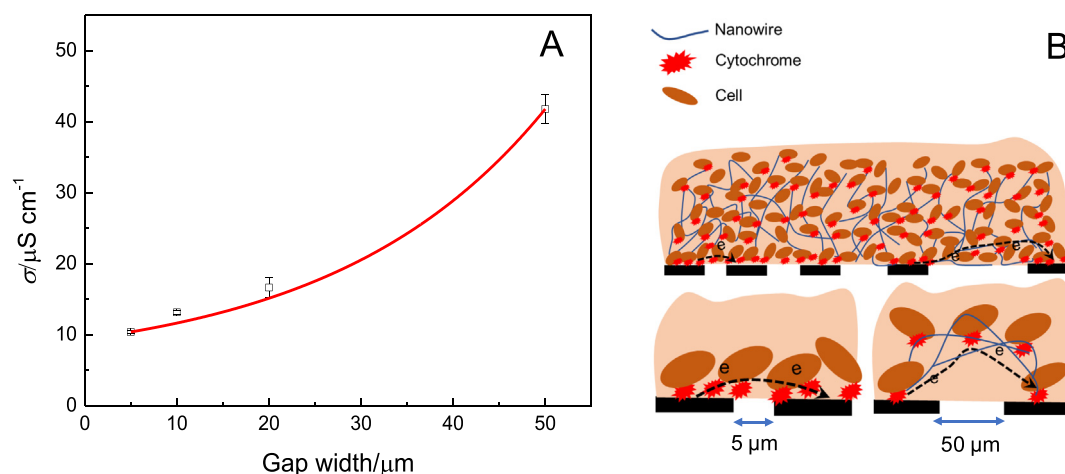 A
σ/μS cm⁻¹
50
40
30
20
10
0
0 10 20 30 40 50
Gap width/μm
B
Nanowire
Cytochrome
Cell
e
e
e
e
e
e
e
5 μm
50 μm